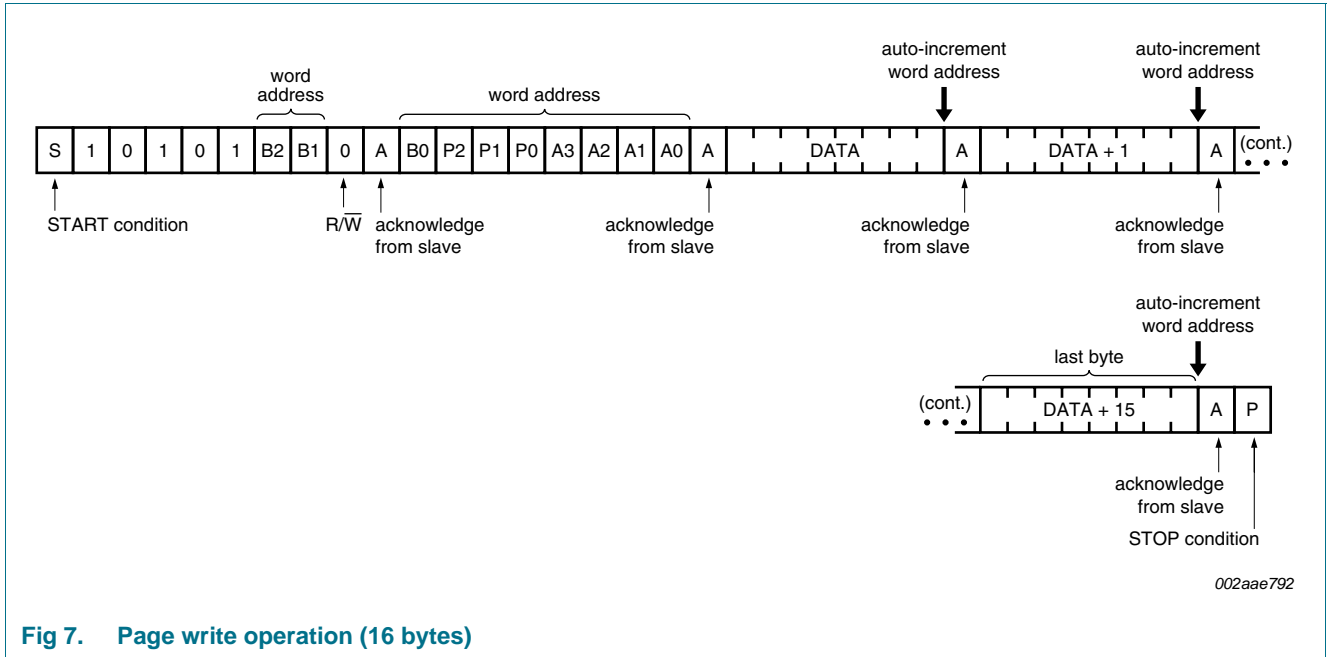 auto-increment
word address
auto-increment
word address
word
address
word address
S 1 0 1 0 1 B2 B1 0 A B0 P2 P1 P0 A3 A2 A1 A0 A DATA A DATA + 1 A (cont.)
START condition
R/W̅
acknowledge
from slave
acknowledge
from slave
acknowledge
from slave
acknowledge
from slave
auto-increment
word address
last byte
(cont.) DATA + 15 A P
acknowledge
from slave
STOP condition
002aae792
Fig 7. Page write operation (16 bytes)